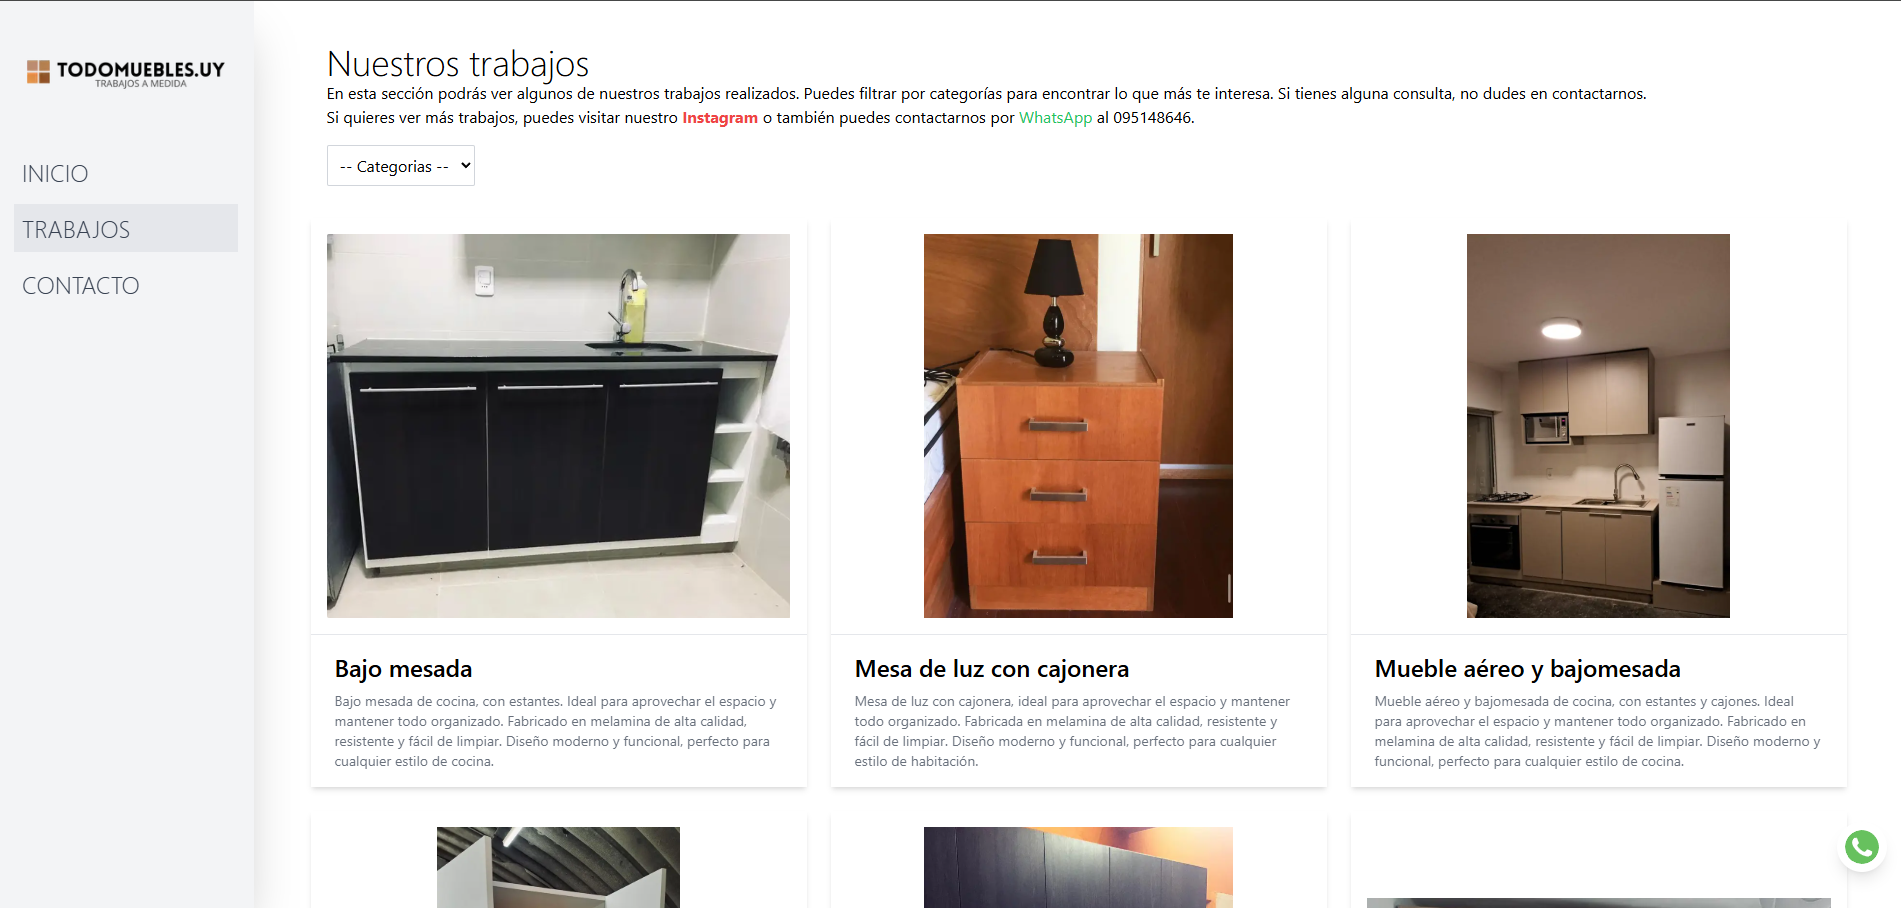 TODOMUEBLES.UY
TRABAJOS A MEDIDA
INICIO
TRABAJOS
CONTACTO
Nuestros trabajos
En esta sección podrás ver algunos de nuestros trabajos realizados. Puedes filtrar por categorías para encontrar lo que más te interesa. Si tienes alguna consulta, no dudes en contactarnos.
Si quieres ver más trabajos, puedes visitar nuestro Instagram o también puedes contactarnos por WhatsApp al 095148646.
-- Categorias --
Bajo mesada
Bajo mesada de cocina, con estantes. Ideal para aprovechar el espacio y
mantener todo organizado. Fabricado en melamina de alta calidad,
resistente y fácil de limpiar. Diseño moderno y funcional, perfecto para
cualquier estilo de cocina.
Mesa de luz con cajonera
Mesa de luz con cajonera, ideal para aprovechar el espacio y mantener
todo organizado. Fabricada en melamina de alta calidad, resistente y
fácil de limpiar. Diseño moderno y funcional, perfecto para cualquier
estilo de habitación.
Mueble aéreo y bajomesada
Mueble aéreo y bajomesada de cocina, con estantes y cajones. Ideal
para aprovechar el espacio y mantener todo organizado. Fabricado en
melamina de alta calidad, resistente y fácil de limpiar. Diseño moderno y
funcional, perfecto para cualquier estilo de cocina.